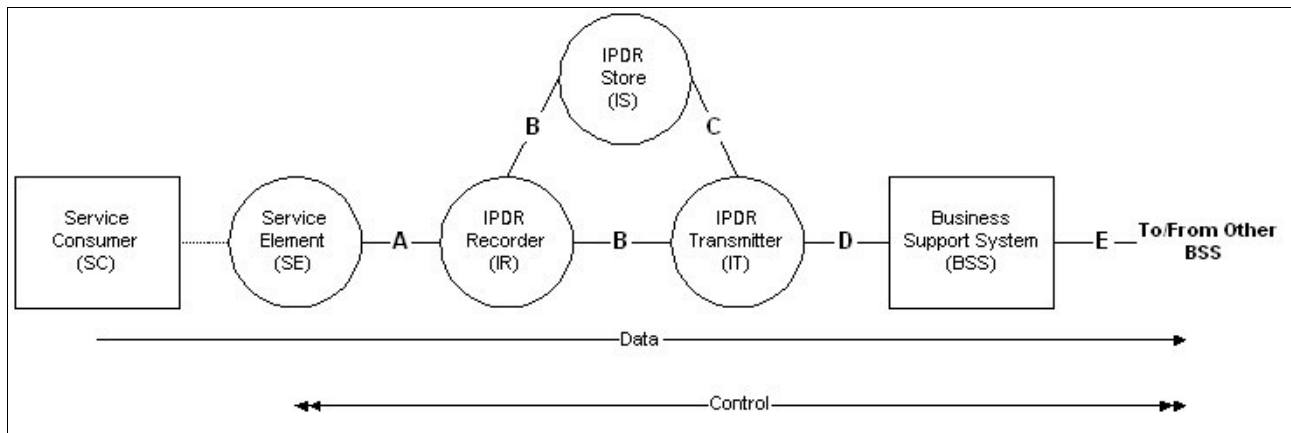 IPDR
Store
(IS)
B
C
Service
Consumer
(SC)
Service
Element
(SE)
A
IPDR
Recorder
(IR)
B
IPDR
Transmitter
(IT)
D
Business
Support System
(BSS)
E
To/From Other
BSS
Data
Control